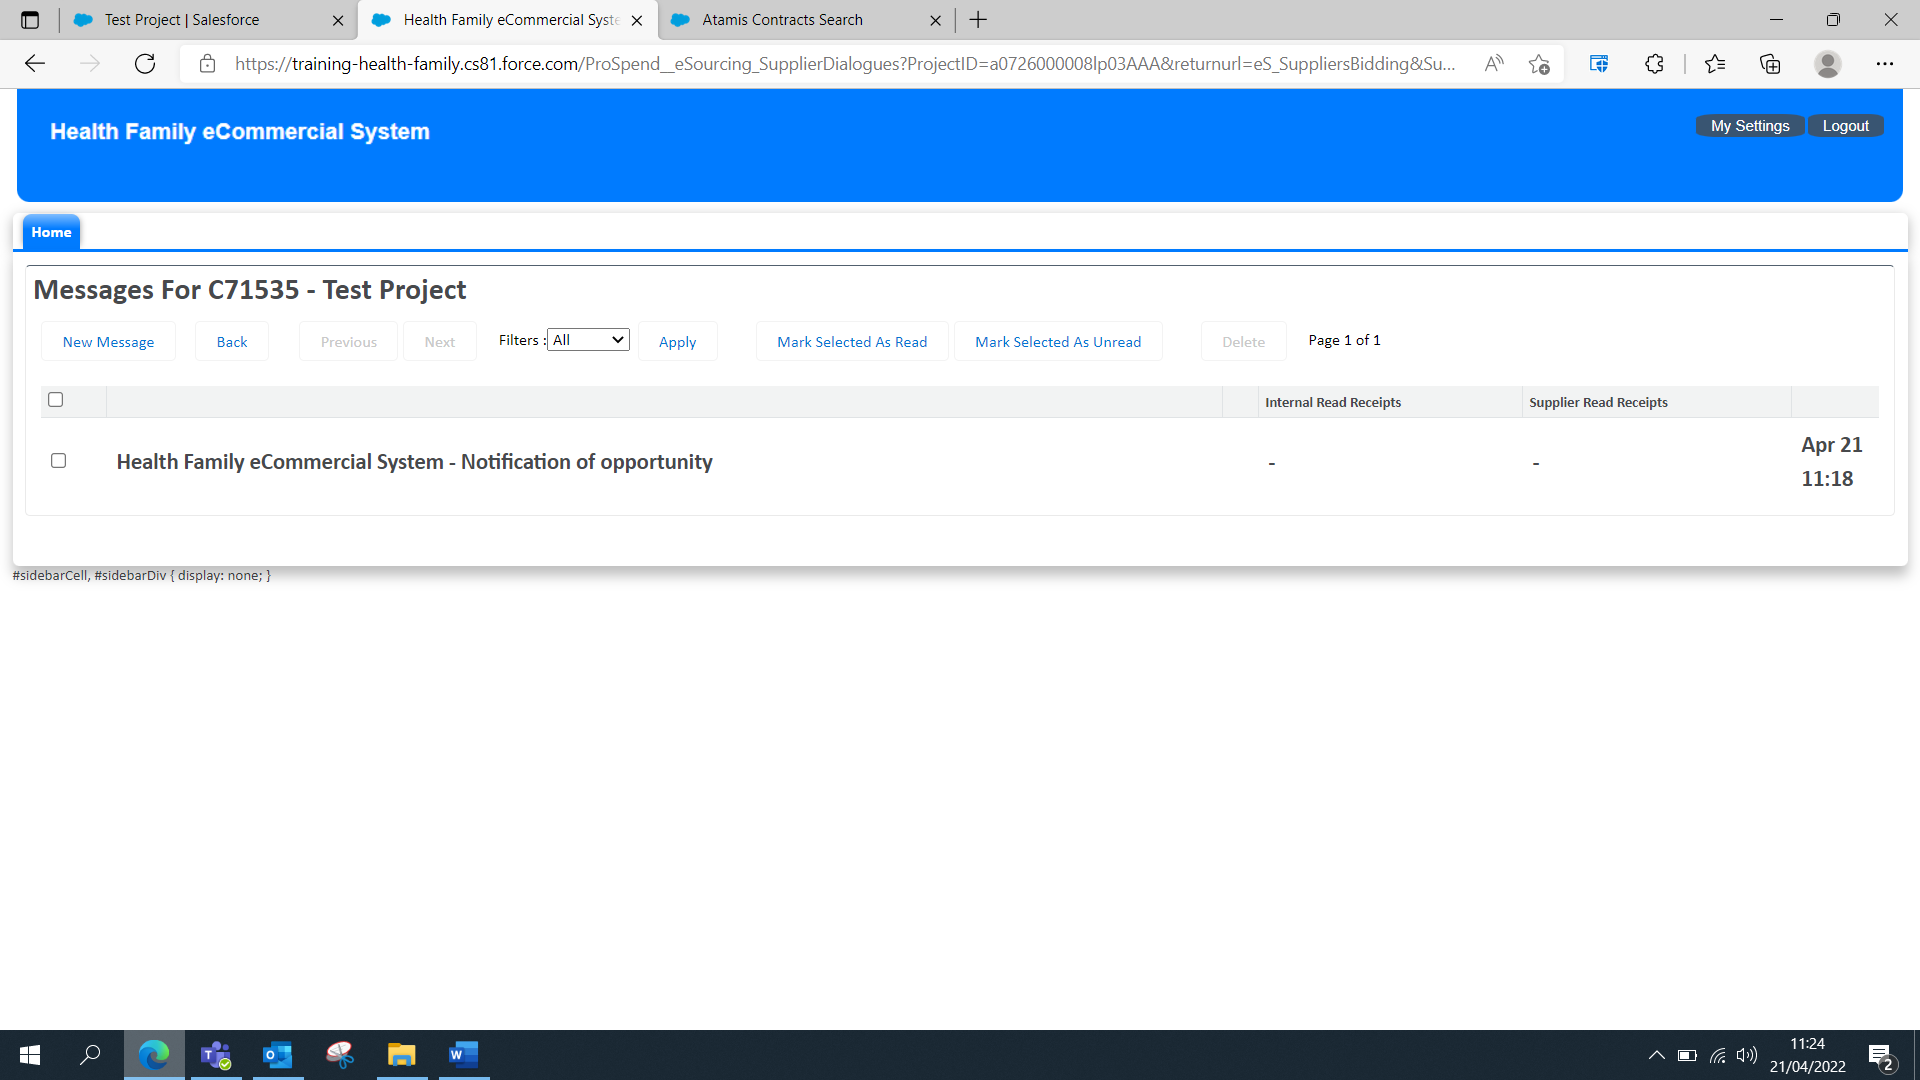 Test Project | Salesforce
Health Family eCommercial Syste
Atamis Contracts Search
https://training-health-family.cs81.force.com/ProSpend__eSourcing_SupplierDialogues?ProjectID=a0726000008lp03AAA&returnurl=eS_SuppliersBidding&Su...
Health Family eCommercial System
My Settings Logout
Home
Messages For C71535 - Test Project
New Message Back Previous Next Filters : All Apply Mark Selected As Read Mark Selected As Unread Delete Page 1 of 1
Internal Read Receipts Supplier Read Receipts
Health Family eCommercial System - Notification of opportunity - - Apr 21
11:18
#sidebarCell, #sidebarDiv { display: none; }
11:24
21/04/2022
2